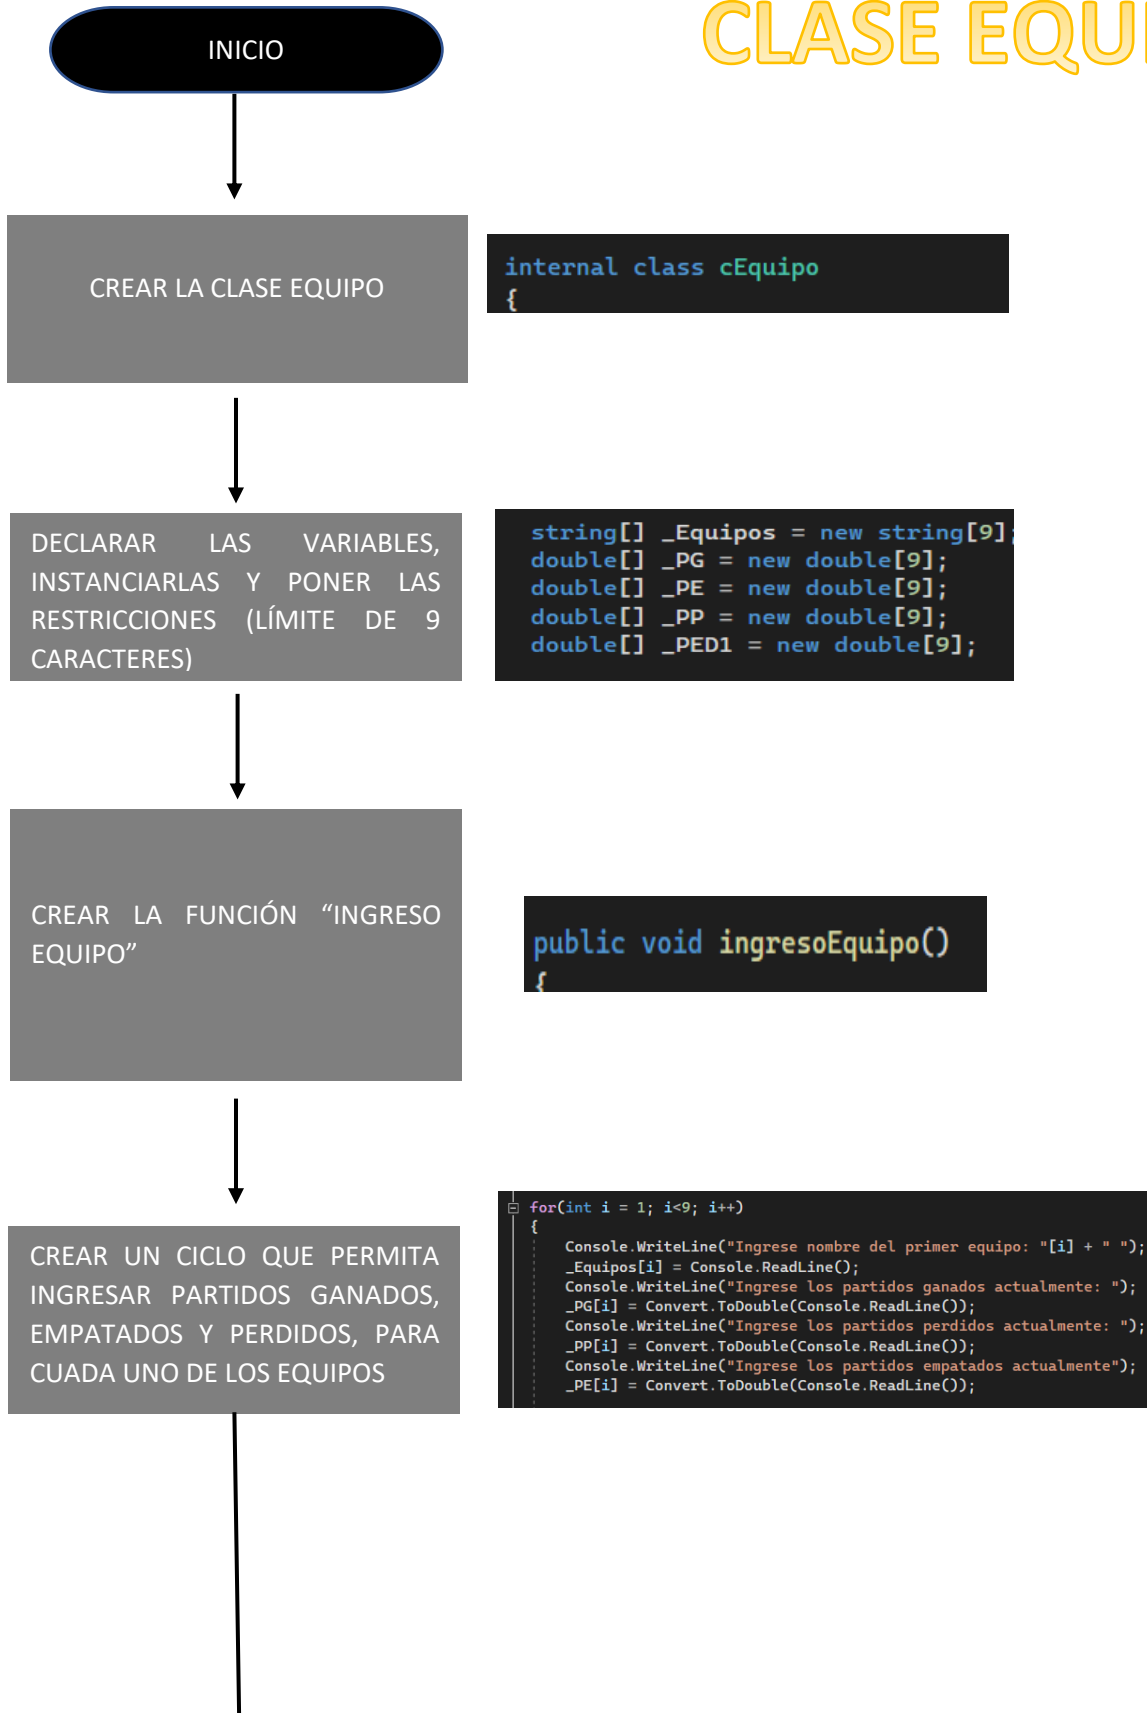 CLASE EQUI
INICIO
CREAR LA CLASE EQUIPO
internal class cEquipo
{
DECLARAR LAS VARIABLES,
INSTANCIARLAS Y PONER LAS
RESTRICCIONES (LÍMITE DE 9
CARACTERES)
string[] _Equipos = new string[9];
double[] _PG = new double[9];
double[] _PE = new double[9];
double[] _PP = new double[9];
double[] _PED1 = new double[9];
CREAR LA FUNCIÓN “INGRESO
EQUIPO”
public void ingresoEquipo()
{
CREAR UN CICLO QUE PERMITA
INGRESAR PARTIDOS GANADOS,
EMPATADOS Y PERDIDOS, PARA
CUADA UNO DE LOS EQUIPOS
for(int i = 1; i<9; i++)
{
Console.WriteLine("Ingrese nombre del primer equipo: "[i] + " ");
_Equipos[i] = Console.ReadLine();
Console.WriteLine("Ingrese los partidos ganados actualmente: ");
_PG[i] = Convert.ToDouble(Console.ReadLine());
Console.WriteLine("Ingrese los partidos perdidos actualmente: ");
_PP[i] = Convert.ToDouble(Console.ReadLine());
Console.WriteLine("Ingrese los partidos empatados actualmente");
_PE[i] = Convert.ToDouble(Console.ReadLine());